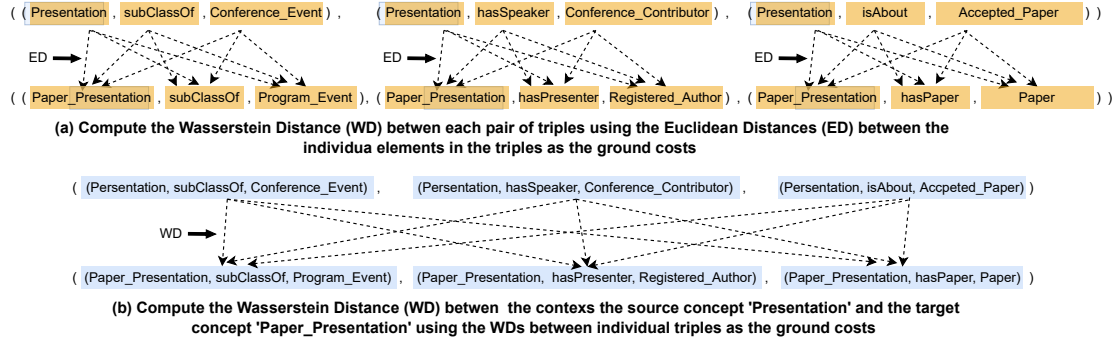 ( ( Presentation , subClassOf , Conference_Event ) , ( Presentation , hasSpeaker , Conference_Contributor ) , ( Presentation , isAbout , Accepted_Paper ) )
ED ED ED
( ( Paper_Presentation , subClassOf , Program_Event ) , ( Paper_Presentation , hasPresenter , Registered_Author ) , ( Paper_Presentation , hasPaper , Paper ) )
(a) Compute the Wasserstein Distance (WD) betwen each pair of triples using the Euclidean Distances (ED) between the
individua elements in the triples as the ground costs
( (Persentation, subClassOf, Conference_Event) , (Persentation, hasSpeaker, Conference_Contributor) , (Persentation, isAbout, Accpeted_Paper) )
WD
( (Paper_Presentation, subClassOf, Program_Event) , (Paper_Presentation, hasPresenter, Registered_Author) , (Paper_Presentation, hasPaper, Paper) )
(b) Compute the Wasserstein Distance (WD) betwen the contexs the source concept 'Presentation' and the target
concept 'Paper_Presentation' using the WDs between individual triples as the ground costs